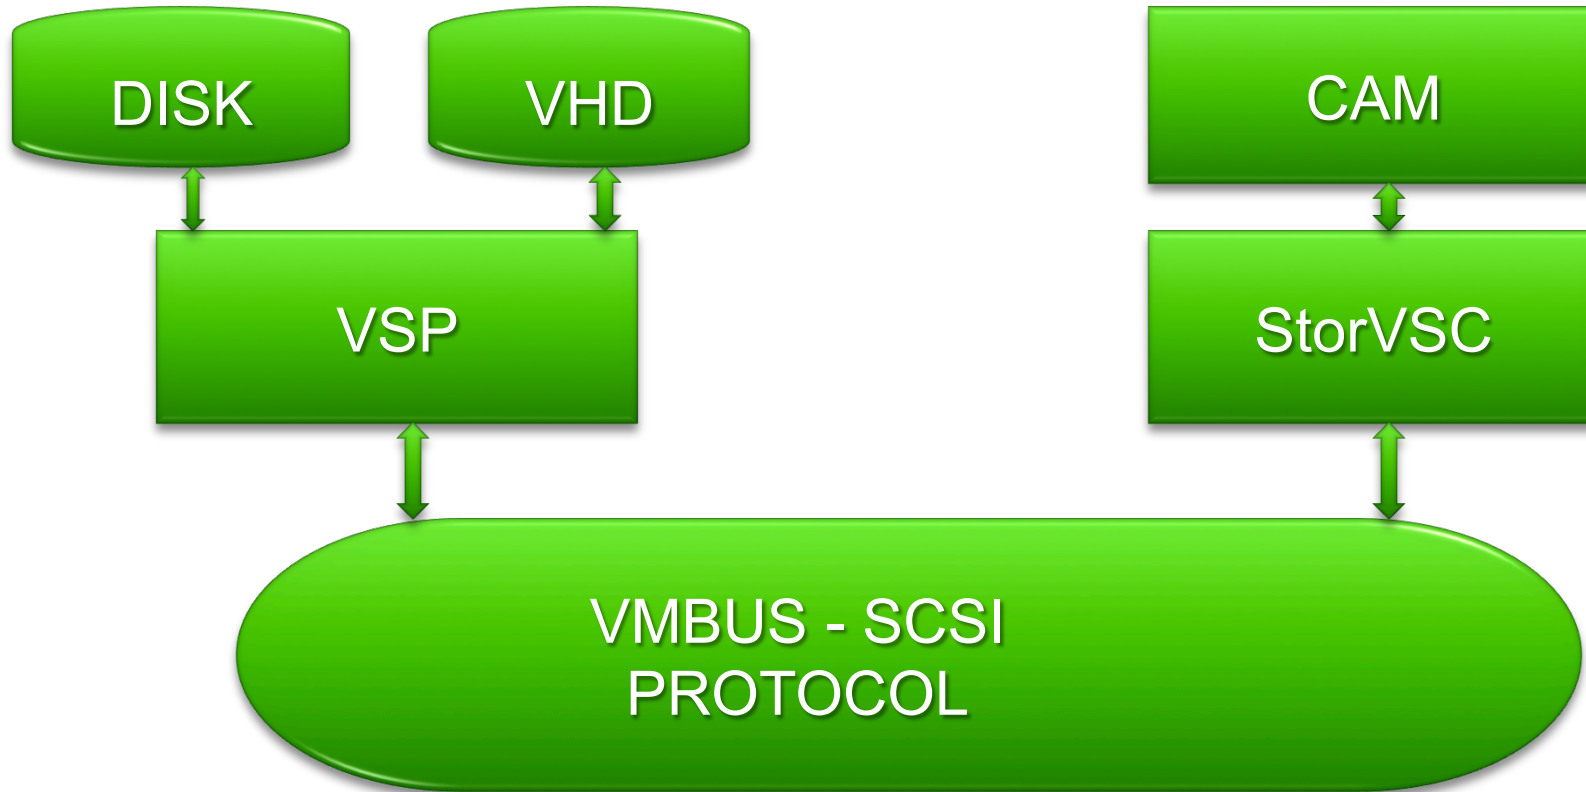 DISK
VHD
CAM
VSP
StorVSC
VMBUS - SCSI
PROTOCOL